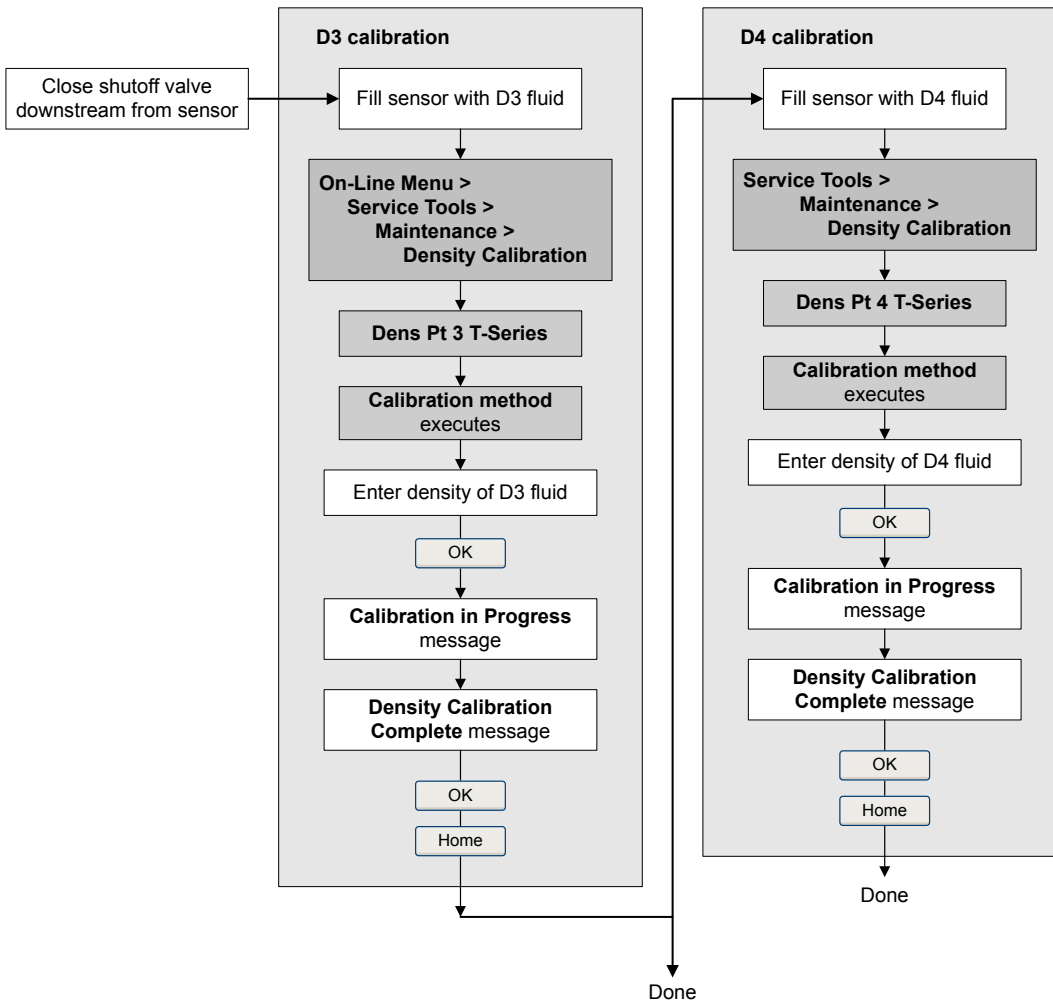 Close shutoff valve
downstream from sensor
D3 calibration
Fill sensor with D3 fluid
On-Line Menu >
Service Tools >
Maintenance >
Density Calibration
Dens Pt 3 T-Series
Calibration method
executes
Enter density of D3 fluid
OK
Calibration in Progress
message
Density Calibration
Complete message
OK
Home
Done
D4 calibration
Fill sensor with D4 fluid
Service Tools >
Maintenance >
Density Calibration
Dens Pt 4 T-Series
Calibration method
executes
Enter density of D4 fluid
OK
Calibration in Progress
message
Density Calibration
Complete message
OK
Home
Done